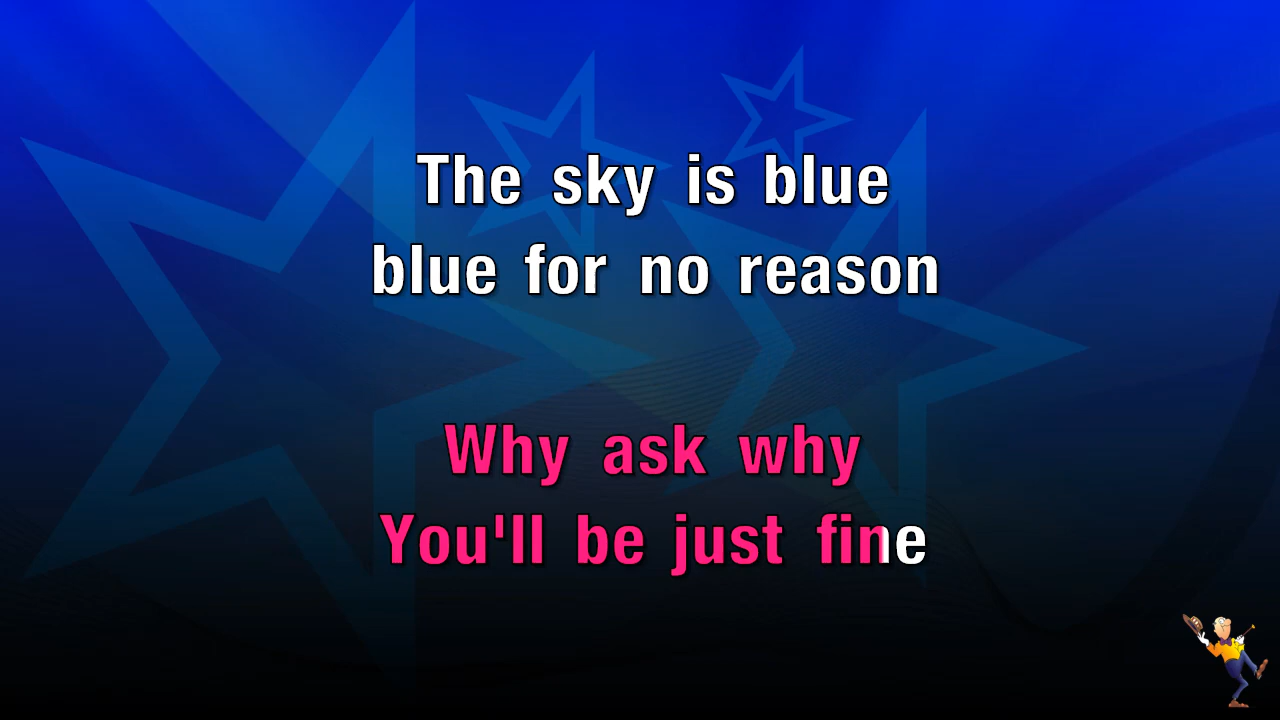 The sky is blue
blue for no reason
Why ask why
You'll be just fine